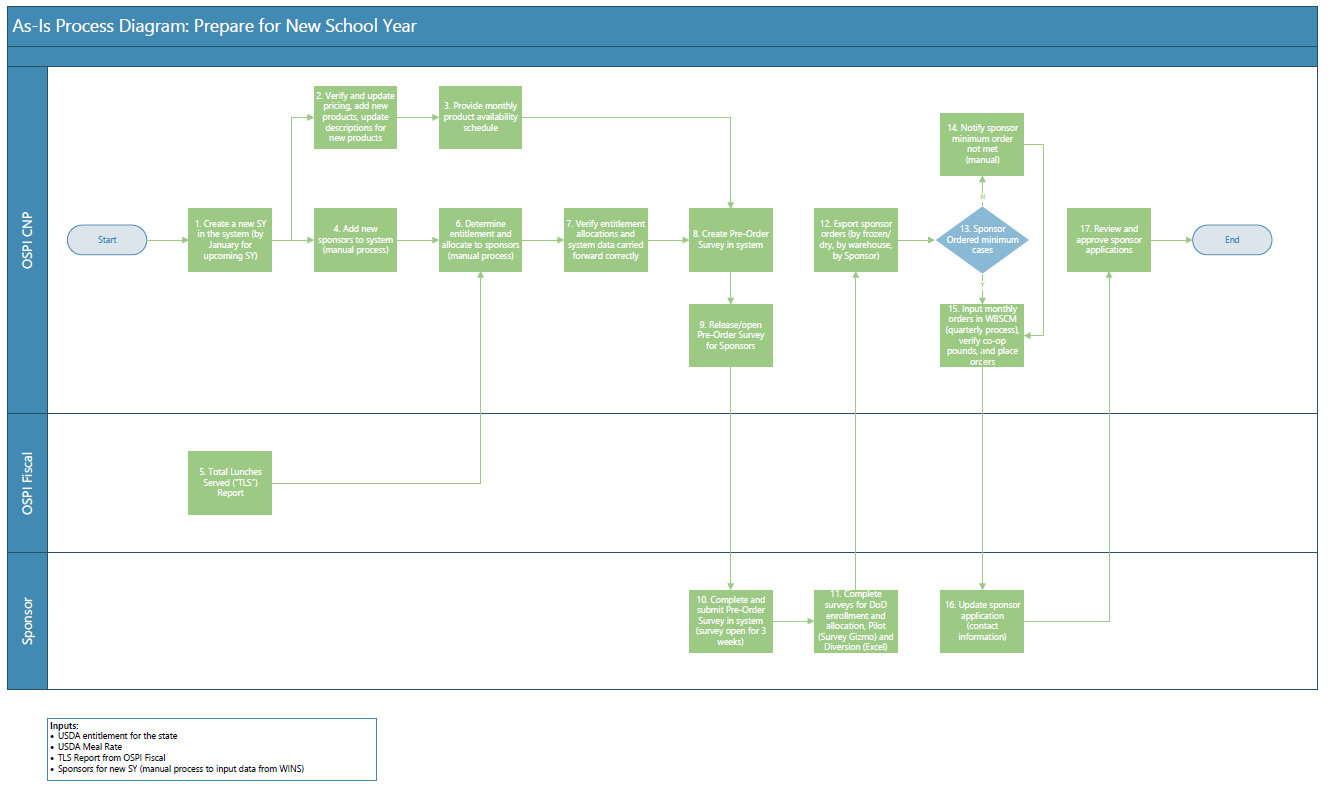 As-Is Process Diagram: Prepare for New School Year
OSPI CNP
Start
1. Create a new SY
in the system (by
January for
upcoming SY)
2. Verify and update
pricing, add new
products, update
descriptions for
new products
3. Provide monthly
product availability
schedule
4. Add new
sponsors to system
(manual process)
6. Determine
entitlement and
allocate to sponsors
(manual process)
7. Verify entitlement
allocations and
system data carried
forward correctly
8. Create Pre-Order
Survey in system
9. Release/open
Pre-Order Survey
for Sponsors
12. Export sponsor
orders (by frozen/
dry, by warehouse,
by Sponsor)
14. Notify sponsor
minimum order
not met
(manual)
N
13. Sponsor
Ordered minimum
cases
Y
15. Input monthly
orders in WBSCM
(quarterly process),
verify co-op
pounds, and place
orders
17. Review and
approve sponsor
applications
End
OSPI Fiscal
5. Total Lunches
Served ("TLS")
Report
Sponsor
10. Complete and
submit Pre-Order
Survey in system
(survey open for 3
weeks)
11. Complete
surveys for DoD
enrollment and
allocation, Pilot
(Survey Gizmo) and
Diversion (Excel)
16. Update sponsor
application
(contact
information)
Inputs:
• USDA entitlement for the state
• USDA Meal Rate
• TLS Report from OSPI Fiscal
• Sponsors for new SY (manual process to input data from WINS)